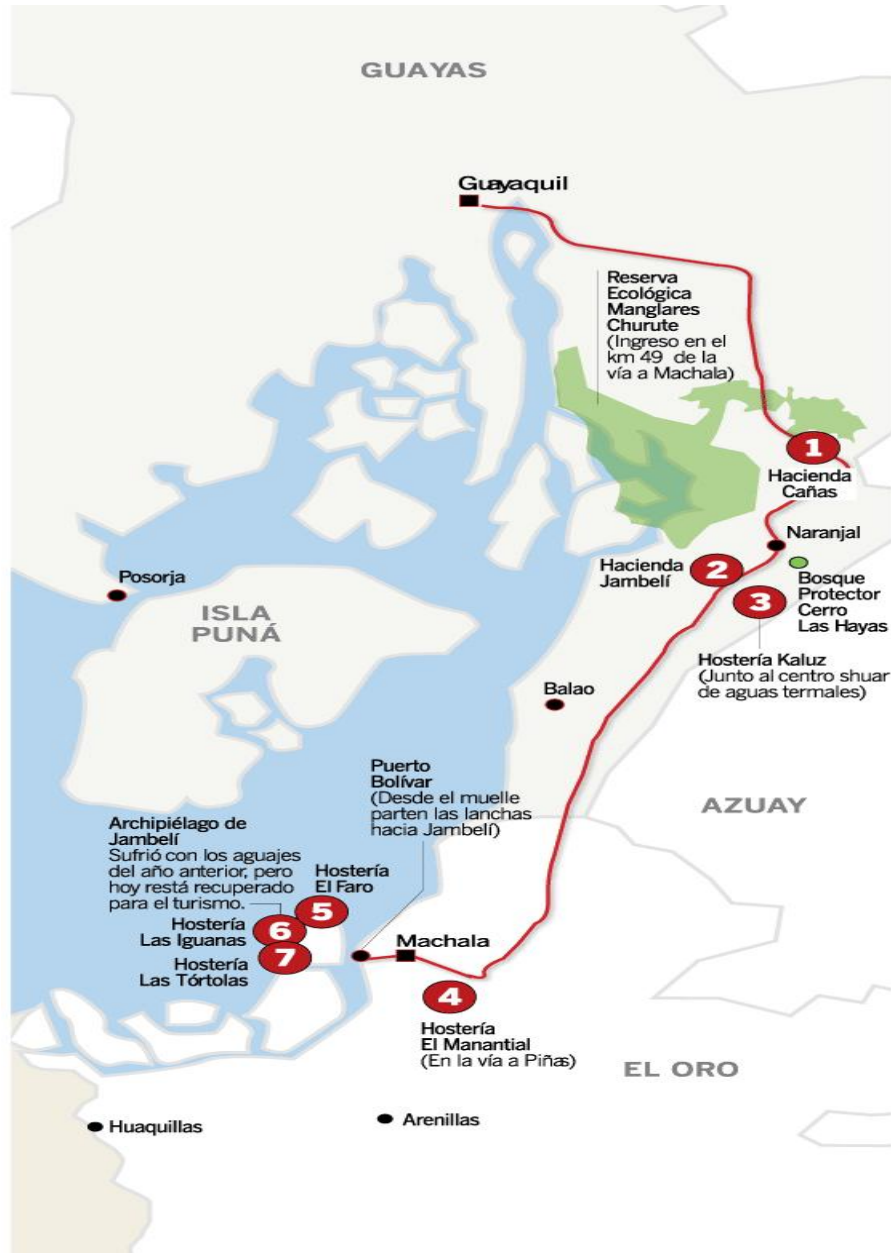 GUAYAS
Guayaquil
Reserva
Ecológica
Manglares
Churute
(Ingreso en el
km 49 de la
vía a Machala)
1
Hacienda
Cañas
Naranjal
Hacienda
Jambelí
2
3
Bosque
Protector
Cerro
Las Hayas
Posorja
ISLA
PUNÁ
Hostería Kaluz
(Junto al centro shuar
de aguas termales)
Balao
Puerto
Bolívar
(Desde el muelle
parten las lanchas
hacia Jambelí)
AZUAY
Archipiélago de
Jambelí
Sufrió con los aguajes
del año anterior, pero
hoy restá recuperado
para el turismo.
Hostería
El Faro
5
Hostería
Las Iguanas
6
Hostería
Las Tórtolas
7
Machala
4
Hostería
El Manantial
(En la vía a Piñas)
EL ORO
Huaquillas
Arenillas